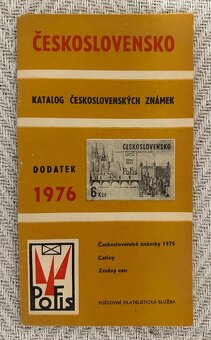 ČESKOSLOVENSKO
KATALOG ČESKOSLOVENSKÝCH ZNÁMEK
ČESKOSLOVENSKO
DODATEK
1976
6 Kčs
PoFis
Československé známky 1975
Celiny
Změny cen
PoFis
POŠTOVNÍ FILATELISTICKÁ SLUŽBA